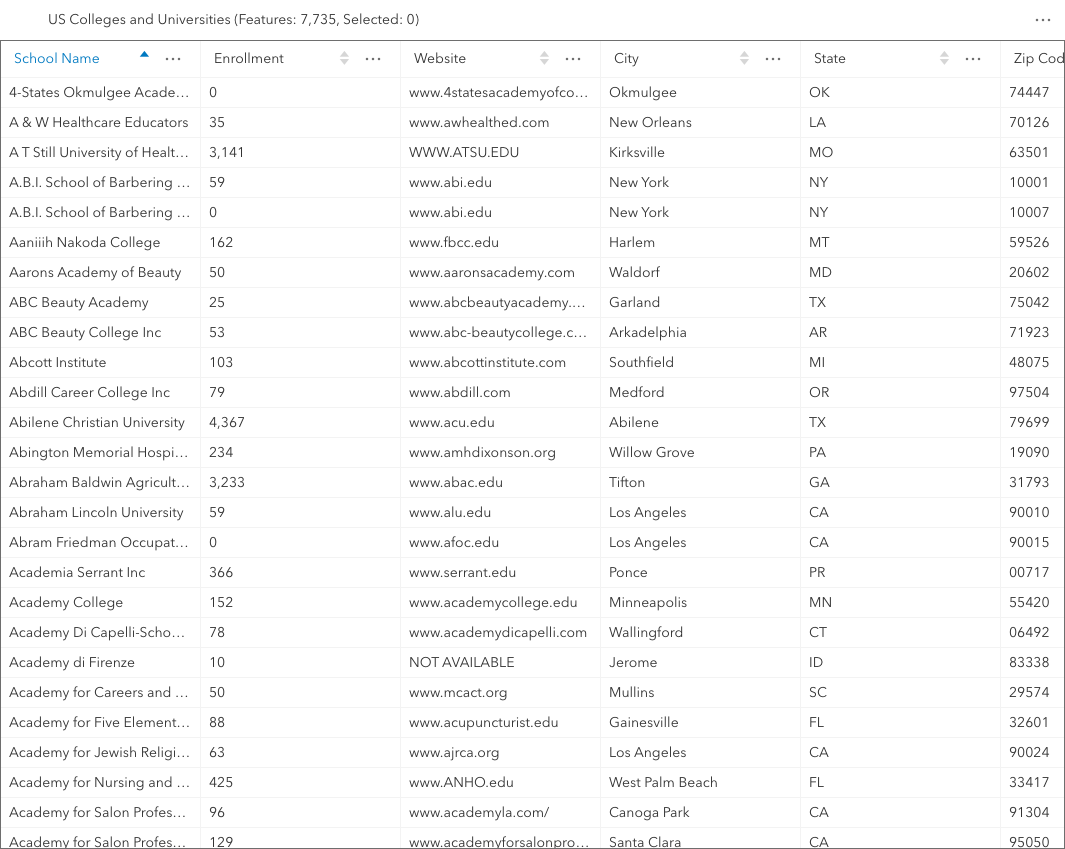 US Colleges and Universities (Features: 7,735, Selected: 0)
School Name Enrollment Website City State Zip Cod
4-States Okmulgee Acade... 0 www.4statesacademyofco... Okmulgee OK 74447
A & W Healthcare Educators 35 www.awhealthed.com New Orleans LA 70126
A T Still University of Healt... 3,141 WWW.ATSU.EDU Kirksville MO 63501
A.B.I. School of Barbering ... 59 www.abi.edu New York NY 10001
A.B.I. School of Barbering ... 0 www.abi.edu New York NY 10007
Aaniiih Nakoda College 162 www.fbcc.edu Harlem MT 59526
Aarons Academy of Beauty 50 www.aaronsacademy.com Waldorf MD 20602
ABC Beauty Academy 25 www.abcbeautyacademy.... Garland TX 75042
ABC Beauty College Inc 53 www.abc-beautycollege.c... Arkadelphia AR 71923
Abcott Institute 103 www.abcottinstitute.com Southfield MI 48075
Abdill Career College Inc 79 www.abdill.com Medford OR 97504
Abilene Christian University 4,367 www.acu.edu Abilene TX 79699
Abington Memorial Hospi... 234 www.amhdixonson.org Willow Grove PA 19090
Abraham Baldwin Agricult... 3,233 www.abac.edu Tifton GA 31793
Abraham Lincoln University 59 www.alu.edu Los Angeles CA 90010
Abram Friedman Occupat... 0 www.afoc.edu Los Angeles CA 90015
Academia Serrant Inc 366 www.serrant.edu Ponce PR 00717
Academy College 152 www.academycollege.edu Minneapolis MN 55420
Academy Di Capelli-Scho... 78 www.academydicapelli.com Wallingford CT 06492
Academy di Firenze 10 NOT AVAILABLE Jerome ID 83338
Academy for Careers and ... 50 www.mcact.org Mullins SC 29574
Academy for Five Element... 88 www.acupuncturist.edu Gainesville FL 32601
Academy for Jewish Religi... 63 www.ajrca.org Los Angeles CA 90024
Academy for Nursing and ... 425 www.ANHO.edu West Palm Beach FL 33417
Academy for Salon Profes... 96 www.academyla.com/ Canoga Park CA 91304
Academy for Salon Profes... 129 www.academyforsalonpro... Santa Clara CA 95050